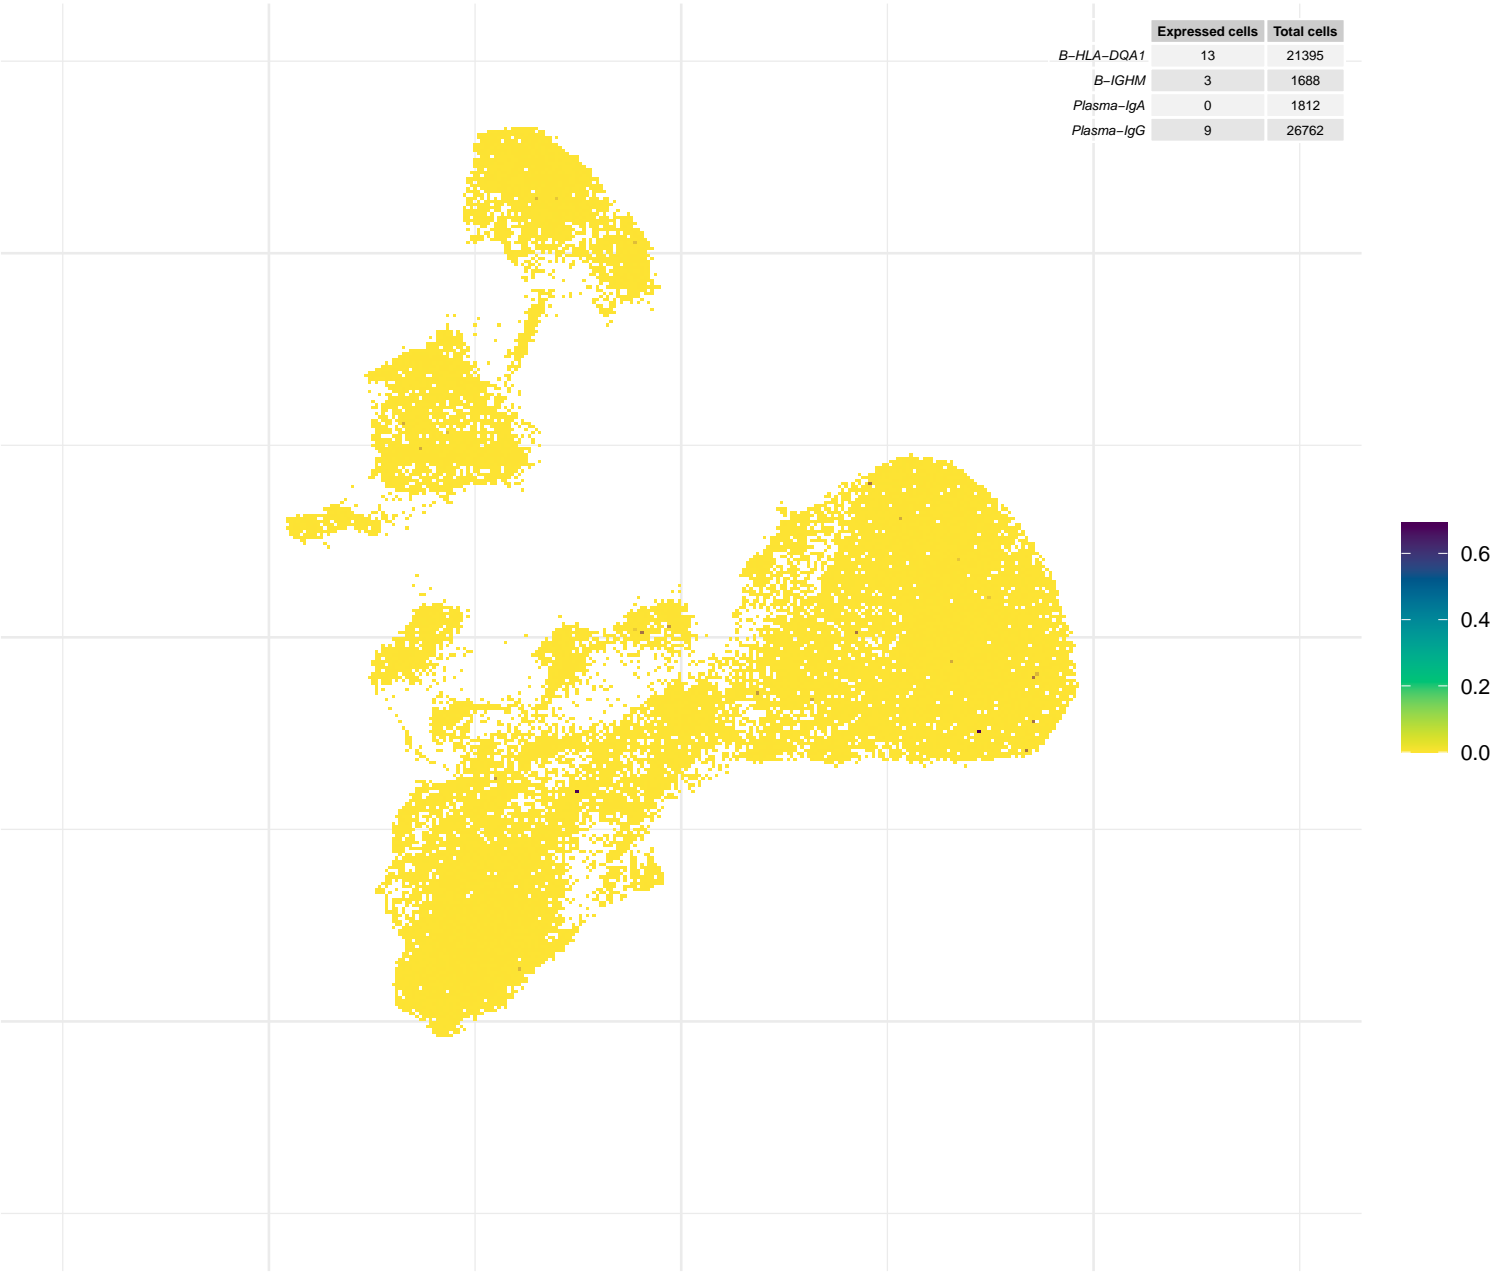 Expressed cells Total cells
B–HLA–DQA1 13 21395
B–IGHM 3 1688
Plasma–IgA 0 1812
Plasma–IgG 9 26762
0.6
0.4
0.2
0.0